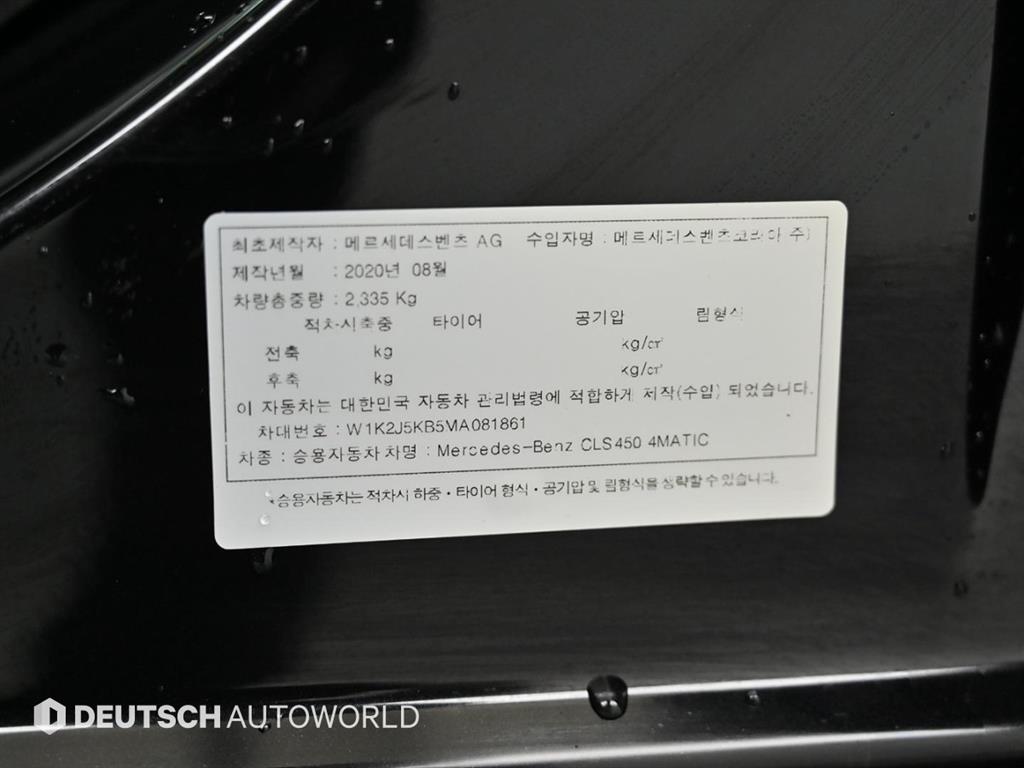 최초제작자 : 메르세데스벤츠 AG 수입자명 : 메르세데스벤츠코리아 주)
제작년월 : 2020년 08월
차량총중량 : 2,335 Kg
적차시축중 타이어 공기압 림형식
전축 kg kg/㎠
후축 kg kg/㎠
이 자동차는 대한민국 자동차 관리법령에 적합하게 제작(수입) 되었습니다.
차대번호 : W1K2J5KB5MA081861
차종 : 승용자동차 차명 : Mercedes-Benz CLS450 4MATIC
*승용자동차는 적차시 하중 · 타이어 형식 · 공기압 및 림형식을 생략할 수 있습니다.
DEUTSCH AUTOWORLD